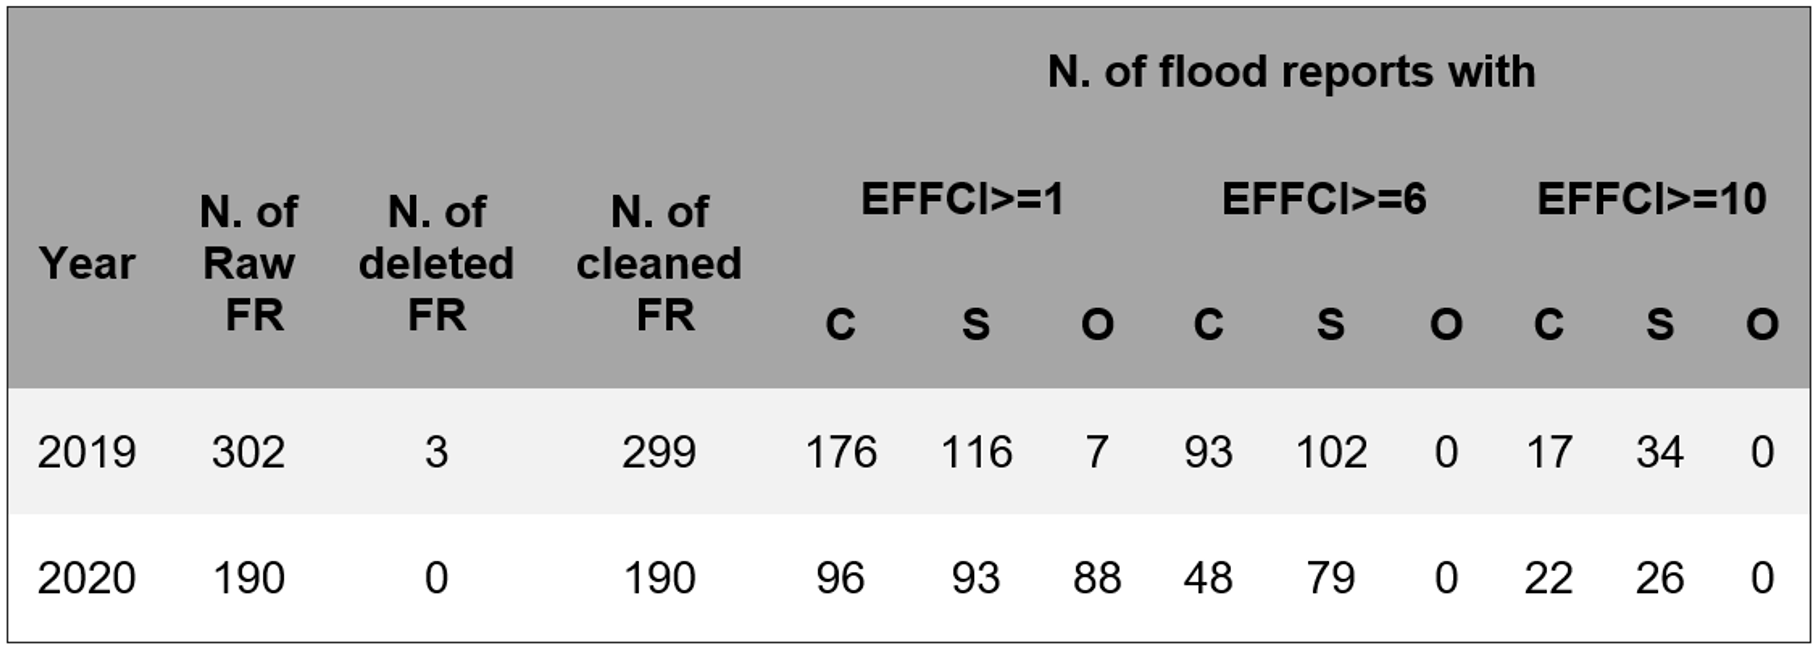 N. of flood reports with
EFFCI>=1 EFFCI>=6 EFFCI>=10
Year
N. of
Raw
FR
N. of
deleted
FR
N. of
cleaned
FR
C S O C S O C S O
2019 302 3 299 176 116 7 93 102 0 17 34 0
2020 190 0 190 96 93 88 48 79 0 22 26 0